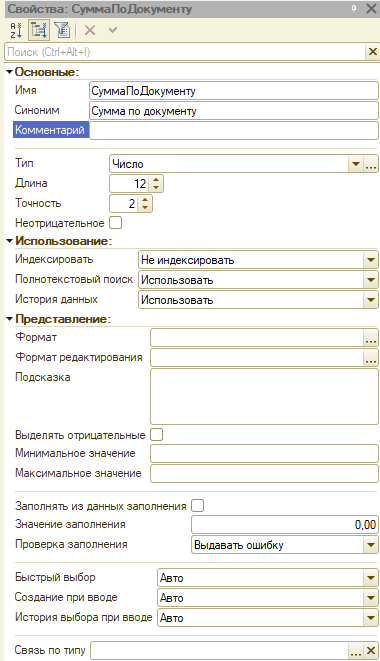 Свойства: СуммаПоДокументу
Поиск (Ctrl+Alt+I)
Основные:
Имя СуммаПоДокументу
Синоним Сумма по документу
Комментарий
Тип Число
Длина 12
Точность 2
Неотрицательное
Использование:
Индексировать Не индексировать
Полнотекстовый поиск Использовать
История данных Использовать
Представление:
Формат
Формат редактирования
Подсказка
Выделять отрицательные
Минимальное значение
Максимальное значение
Заполнять из данных заполнения
Значение заполнения 0,00
Проверка заполнения Выдавать ошибку
Быстрый выбор Авто
Создание при вводе Авто
История выбора при вводе Авто
Связь по типу